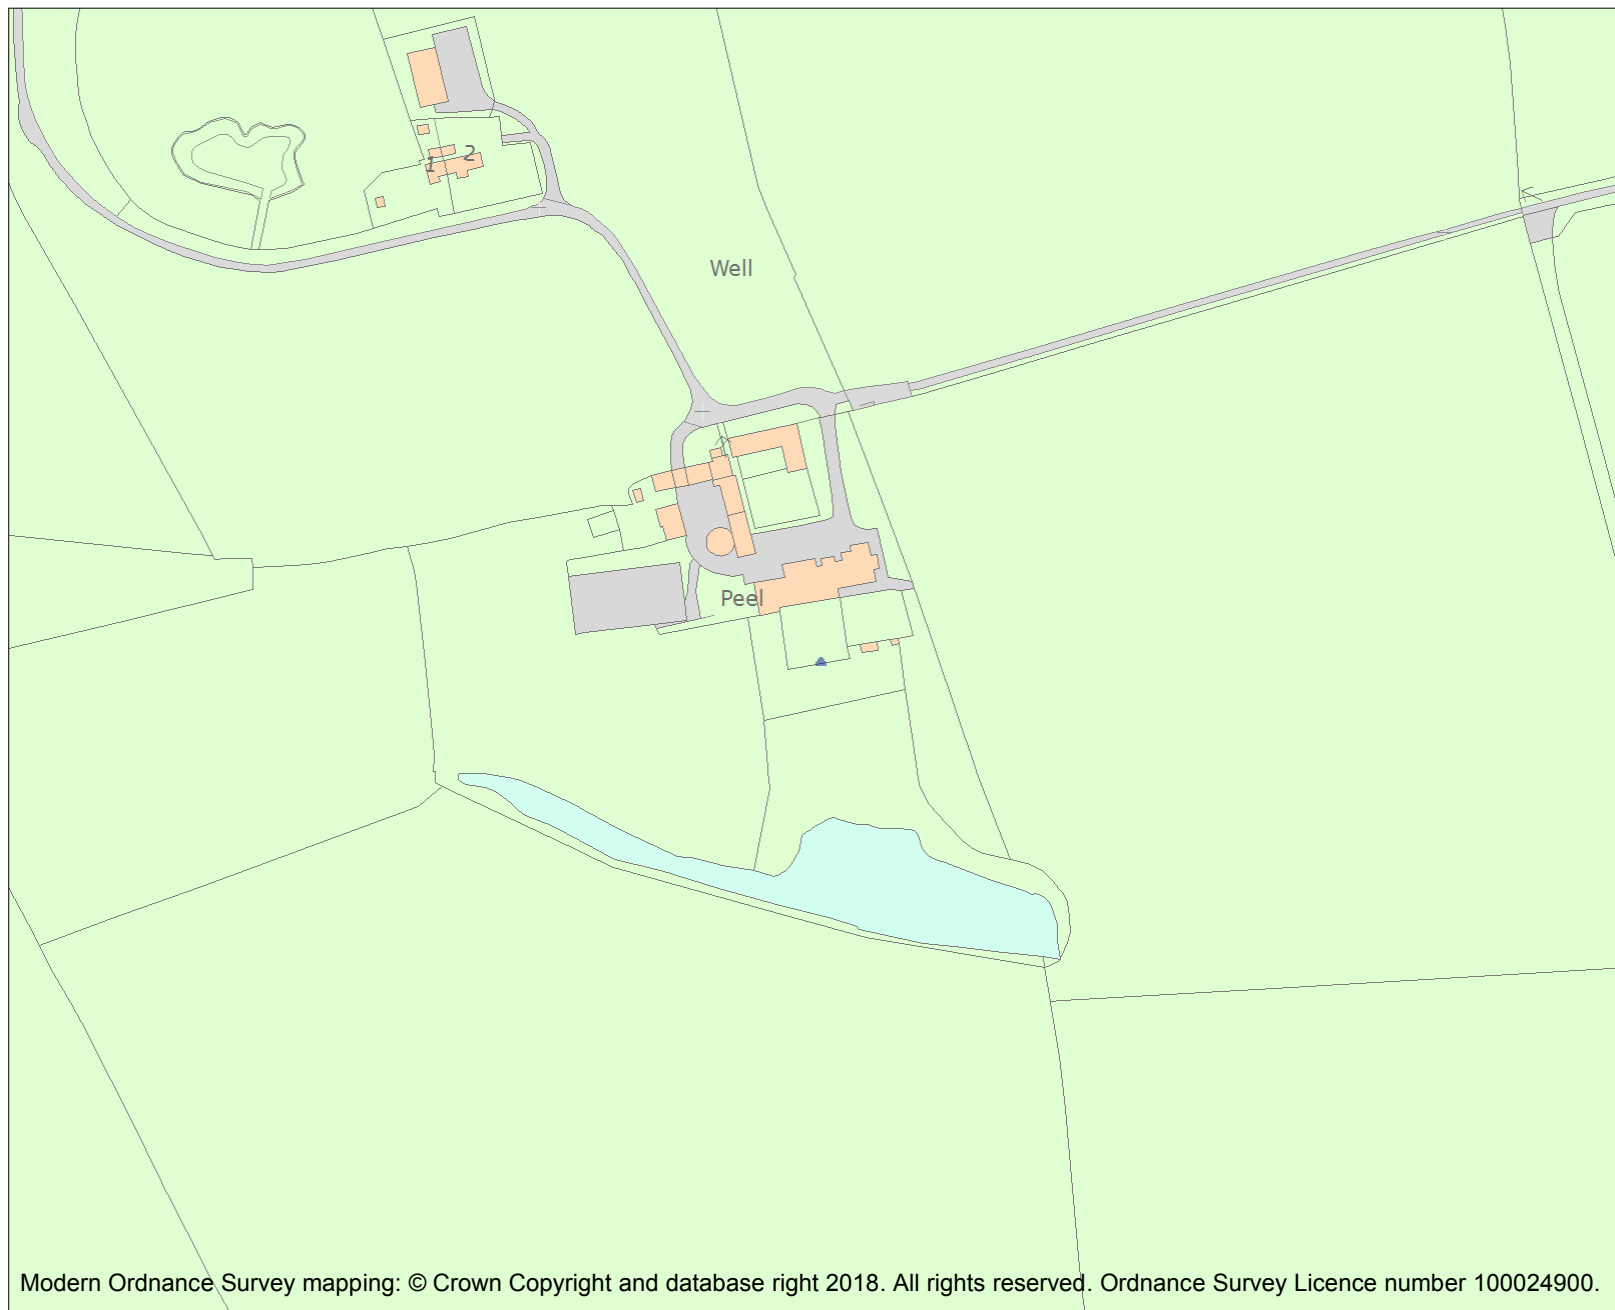 1 2
Well
Peel
Modern Ordnance Survey mapping: © Crown Copyright and database right 2018. All rights reserved. Ordnance Survey Licence number 100024900.